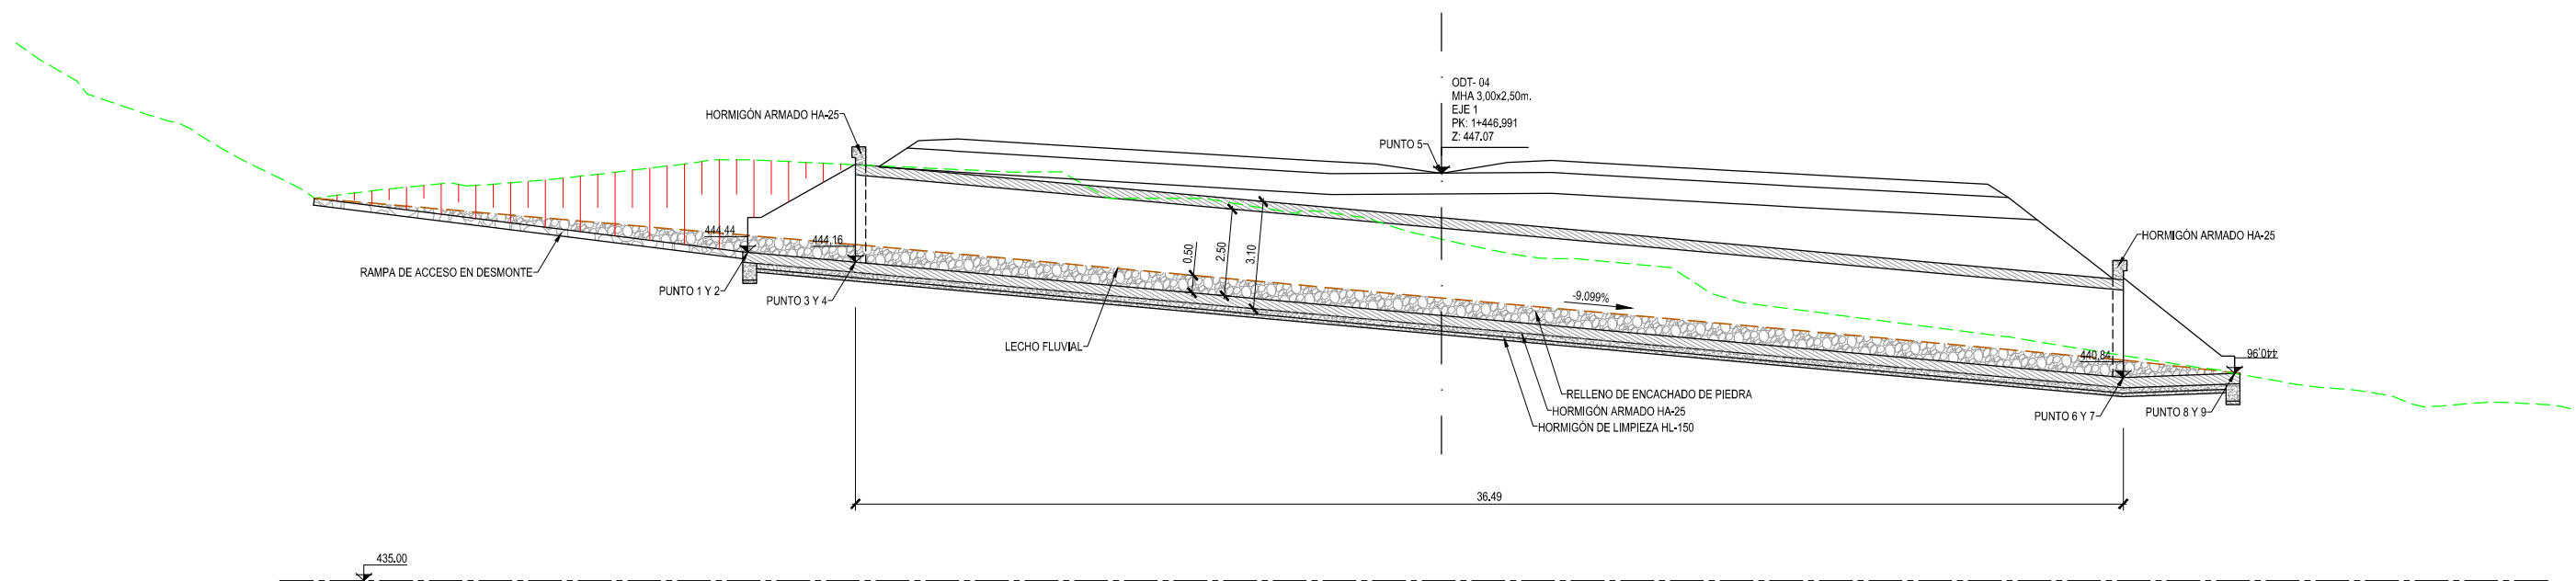 ODT- 04
MHA 3,00x2,50m.
EJE 1
PK: 1+446,991
Z: 447.07
PUNTO 5
HORMIGÓN ARMADO HA-25
444.44
444.16
RAMPA DE ACCESO EN DESMONTE
PUNTO 1 Y 2
PUNTO 3 Y 4
0.50
2.50
3.10
LECHO FLUVIAL
-9.099%
HORMIGÓN ARMADO HA-25
440.84
440.96
RELLENO DE ENCACHADO DE PIEDRA
HORMIGÓN ARMADO HA-25
HORMIGÓN DE LIMPIEZA HL-150
PUNTO 6 Y 7
PUNTO 8 Y 9
36.49
435.00